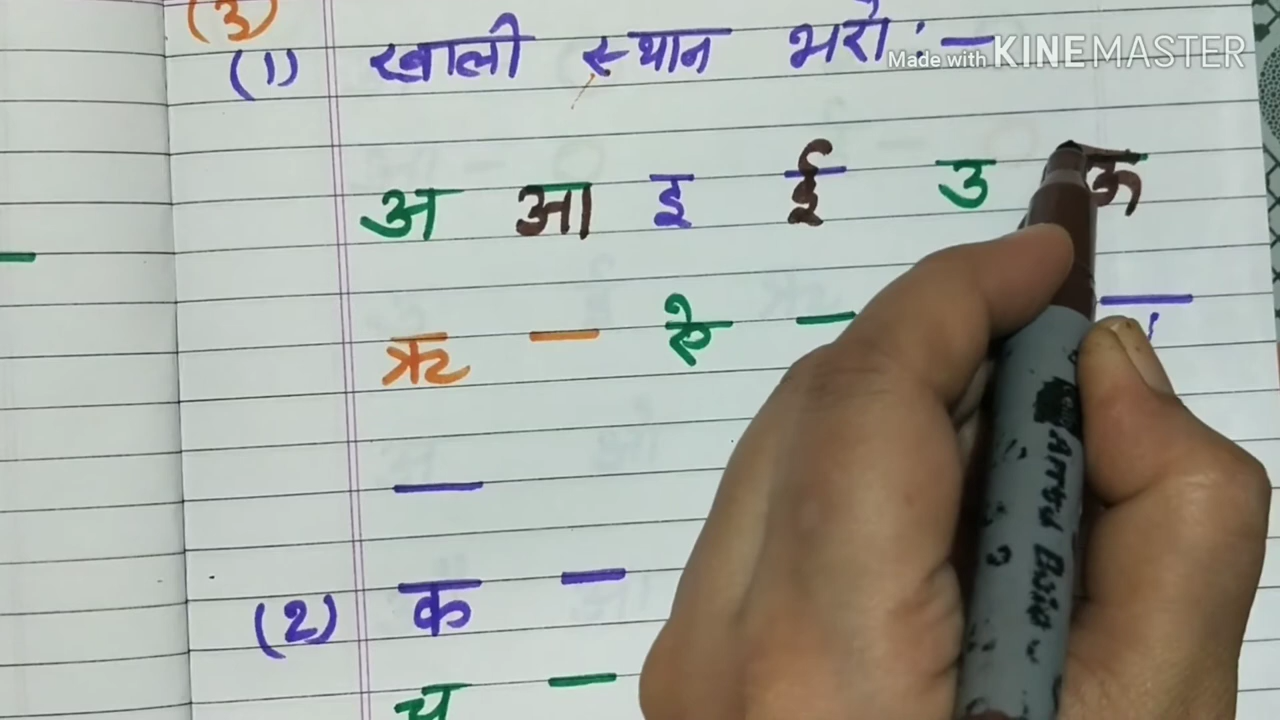 (3)
(1) खाली स्थान भरो :—
Made with KINEMASTER
अ आ इ ई उ ऊ
ऋ _ ऐ _ _
_
(2) क _
च _